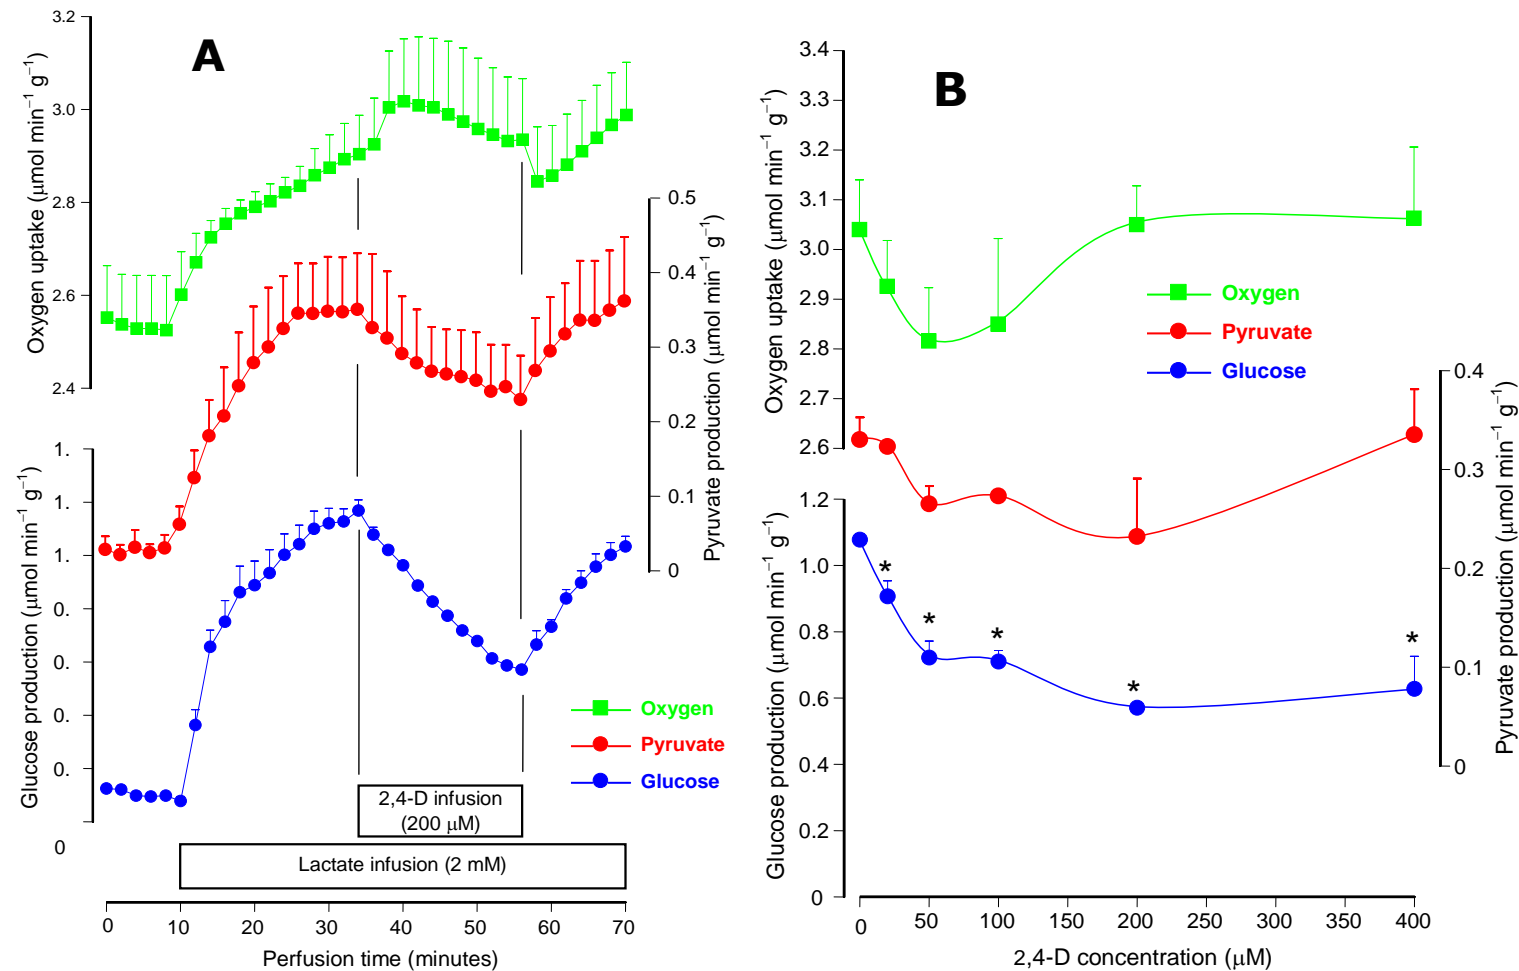 A
3.2
3.0
2.8
2.6
2.4
Oxygen uptake (μmol min⁻¹ g⁻¹)
0.5
0.4
0.3
0.2
0.1
0
Pyruvate production (μmol min⁻¹ g⁻¹)
1.
1.
1.
0.
0.
0.
0.
0
Glucose production (μmol min⁻¹ g⁻¹)
Oxygen
Pyruvate
Glucose
2,4-D infusion
(200 μM)
Lactate infusion (2 mM)
0 10 20 30 40 50 60 70
Perfusion time (minutes)
B
3.4
3.3
3.2
3.1
3.0
2.9
2.8
2.7
2.6
Oxygen uptake (μmol min⁻¹ g⁻¹)
Oxygen
Pyruvate
Glucose
0.4
0.3
0.2
0.1
0
Pyruvate production (μmol min⁻¹ g⁻¹)
1.2
1.0
0.8
0.6
0.4
0.2
0
Glucose production (μmol min⁻¹ g⁻¹)
* * * * *
0 50 100 150 200 250 300 350 400
2,4-D concentration (μM)